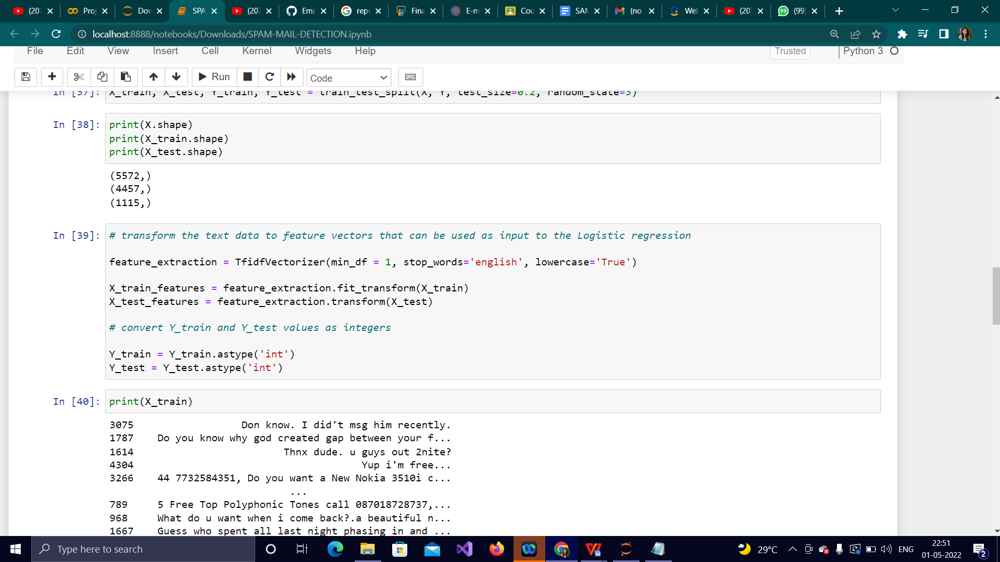 (207
Proj
Dow
SPA
(207
Emi
repo
Fina
E-m
Cou
SAM
(no
Web
(207
(99)
localhost:8888/notebooks/Downloads/SPAM-MAIL-DETECTION.ipynb
File Edit View Insert Cell Kernel Widgets Help
Trusted
Python 3
Run
Code
In [37]: X_train, X_test, Y_train, Y_test = train_test_split(X, Y, test_size=0.2, random_state=3)
In [38]: print(X.shape)
print(X_train.shape)
print(X_test.shape)
(5572,)
(4457,)
(1115,)
In [39]: # transform the text data to feature vectors that can be used as input to the Logistic regression
feature_extraction = TfidfVectorizer(min_df = 1, stop_words='english', lowercase='True')
X_train_features = feature_extraction.fit_transform(X_train)
X_test_features = feature_extraction.transform(X_test)
# convert Y_train and Y_test values as integers
Y_train = Y_train.astype('int')
Y_test = Y_test.astype('int')
In [40]: print(X_train)
3075 Don know. I did't msg him recently.
1787 Do you know why god created gap between your f...
1614 Thnx dude. u guys out 2nite?
4304 Yup i'm free...
3266 44 7732584351, Do you want a New Nokia 3510i c...
...
789 5 Free Top Polyphonic Tones call 087018728737,...
968 What do u want when i come back?.a beautiful n...
1667 Guess who spent all last night phasing in and ...
Type here to search
29°C
ENG
22:51
01-05-2022
2